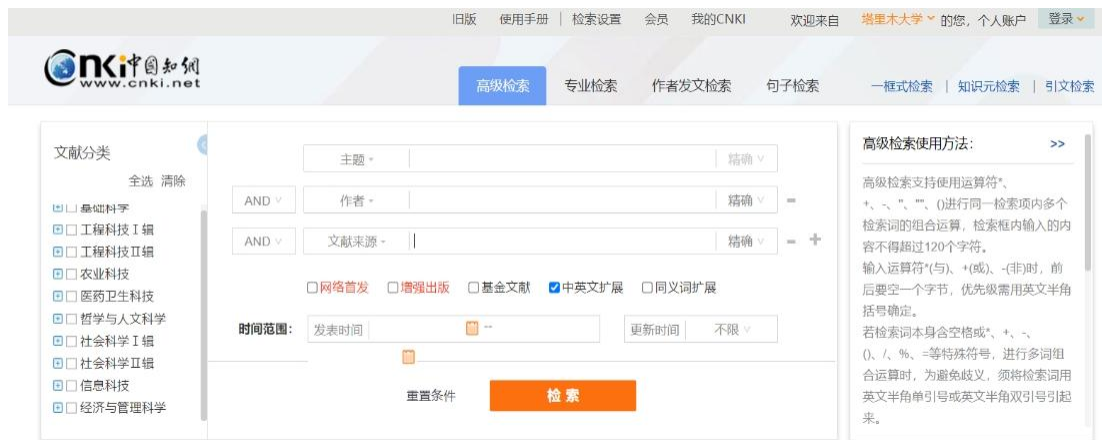 旧版 使用手册 检索设置 会员 我的CNKI 欢迎来自 塔里木大学 的您，个人账户 登录
Cnki中国知網
www.cnki.net
高级检索 专业检索 作者发文检索 句子检索 一框式检索 | 知识元检索 | 引文检索
文献分类
全选 清除
基础科学
工程科技Ⅰ辑
工程科技Ⅱ辑
农业科技
医药卫生科技
哲学与人文科学
社会科学Ⅰ辑
社会科学Ⅱ辑
信息科技
经济与管理科学
主题 精确
AND 作者 精确
AND 文献来源 精确
网络首发 增强出版 基金文献 中英文扩展 同义词扩展
时间范围： 发表时间 -- 更新时间 不限
重置条件 检索
高级检索使用方法： >>
高级检索支持使用运算符*、
+、-、''、""、()进行同一检索项内多个
检索词的组合运算，检索框内输入的内
容不得超过120个字符。
输入运算符*(与)、+(或)、-(非)时，前
后要空一个字节，优先级需用英文半角
括号确定。
若检索词本身含空格或*、+、-、
()、/、%、=等特殊符号，进行多词组
合运算时，为避免歧义，须将检索词用
英文半角单引号或英文半角双引号引起
来。